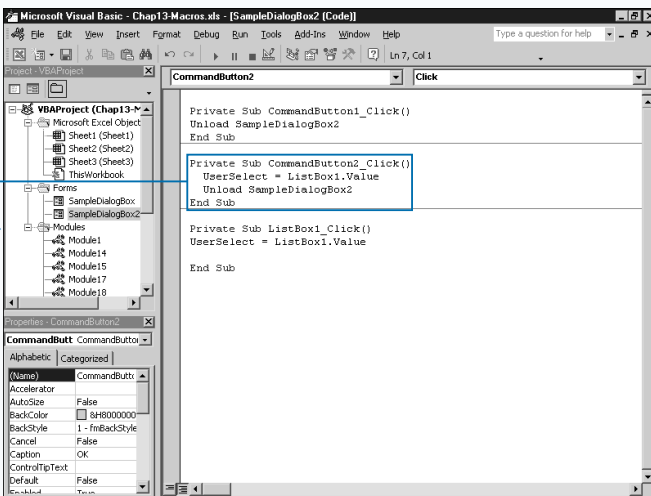 Microsoft Visual Basic - Chap13-Macros.xls - [SampleDialogBox2 (Code)]
File Edit View Insert Format Debug Run Tools Add-Ins Window Help
Type a question for help
Ln 7, Col 1
Project - VBAProject
CommandButton2
Click
VBAProject (Chap13-M
Microsoft Excel Object
Sheet1 (Sheet1)
Sheet2 (Sheet2)
Sheet3 (Sheet3)
ThisWorkbook
Forms
SampleDialogBox
SampleDialogBox2
Modules
Module1
Module14
Module15
Module17
Module18
Private Sub CommandButton1_Click()
Unload SampleDialogBox2
End Sub
Private Sub CommandButton2_Click()
UserSelect = ListBox1.Value
Unload SampleDialogBox2
End Sub
Private Sub ListBox1_Click()
UserSelect = ListBox1.Value
End Sub
Properties - CommandButton2
CommandButt CommandButto
Alphabetic Categorized
(Name) CommandButt
Accelerator
AutoSize False
BackColor &H8000000
BackStyle 1 - fmBackStyle
Cancel False
Caption OK
ControlTipText
Default False
Enabled True